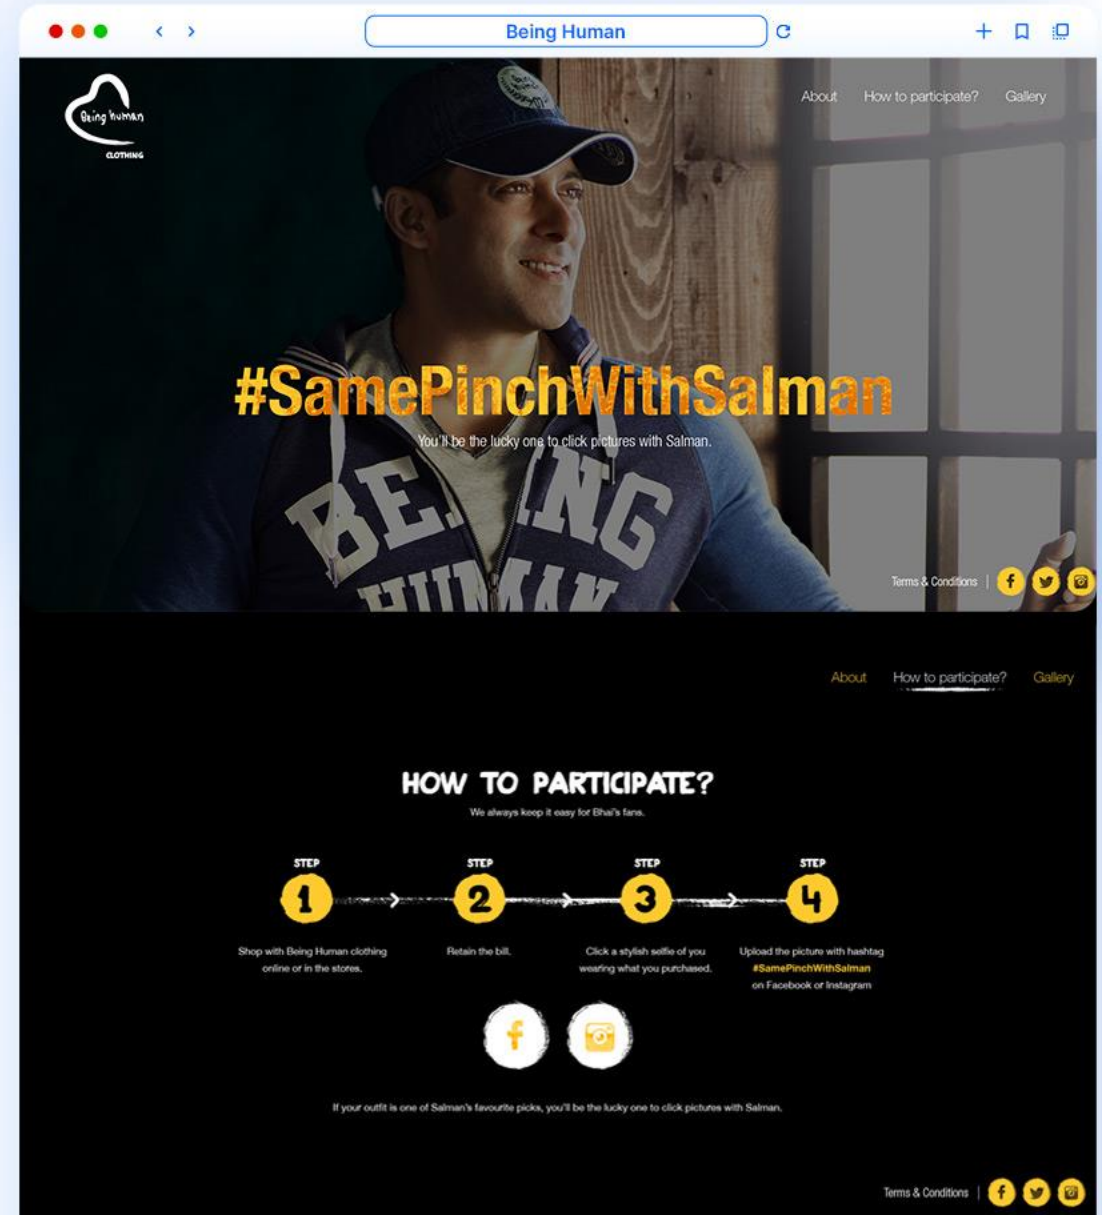 Being Human
Being human
CLOTHING
About How to participate? Gallery
#SamePinchWithSalman
You'll be the lucky one to click pictures with Salman.
BEING
HUMAN
Terms & Conditions |
About How to participate? Gallery
HOW TO PARTICIPATE?
We always keep it easy for Bhai's fans.
STEP STEP STEP STEP
1 2 3 4
Shop with Being Human clothing
online or in the stores.
Retain the bill.
Click a stylish selfie of you
wearing what you purchased.
Upload the picture with hashtag
#SamePinchWithSalman
on Facebook or Instagram
If your outfit is one of Salman's favourite picks, you'll be the lucky one to click pictures with Salman.
Terms & Conditions |